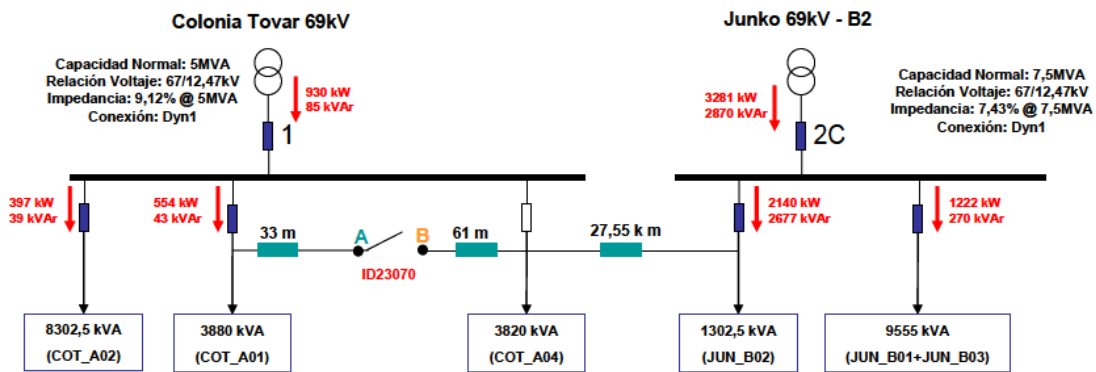 Colonia Tovar 69kV
Junko 69kV - B2
Capacidad Normal: 5MVA
Relación Voltaje: 67/12,47kV
Impedancia: 9,12% @ 5MVA
Conexión: Dyn1
930 kW
85 kVAr
1
3281 kW
2870 kVAr
2C
Capacidad Normal: 7,5MVA
Relación Voltaje: 67/12,47kV
Impedancia: 7,43% @ 7,5MVA
Conexión: Dyn1
397 kW
39 kVAr
554 kW
43 kVAr
2140 kW
2677 kVAr
1222 kW
270 kVAr
33 m
A
B
61 m
27,55 k m
ID23070
8302,5 kVA
(COT_A02)
3880 kVA
(COT_A01)
3820 kVA
(COT_A04)
1302,5 kVA
(JUN_B02)
9555 kVA
(JUN_B01+JUN_B03)